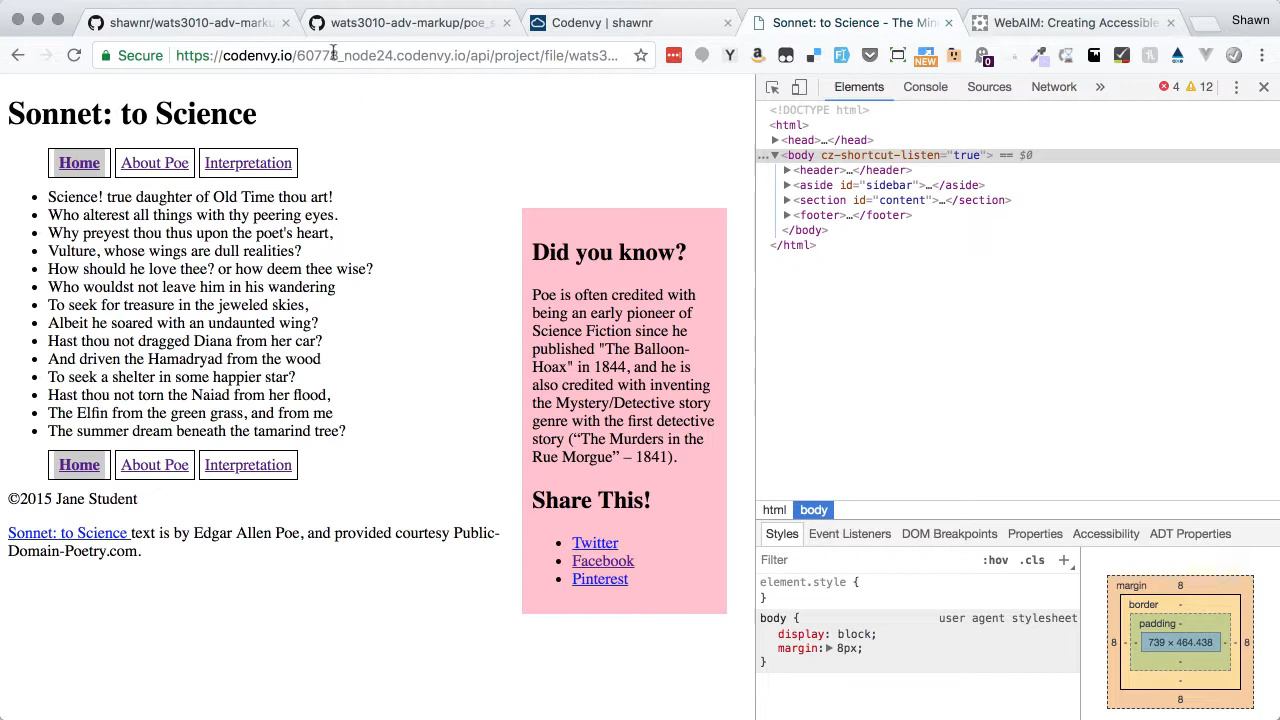 shawnr/wats3010-adv-marku
wats3010-adv-markup/poe_s
Codenvy | shawnr
Sonnet: to Science - The Min
WebAIM: Creating Accessible
Shawn
Secure
https://codenvy.io/6077_node24.codenvy.io/api/project/file/wats3...
Sonnet: to Science
Home
About Poe
Interpretation
Science! true daughter of Old Time thou art!
Who alterest all things with thy peering eyes.
Why preyest thou thus upon the poet's heart,
Vulture, whose wings are dull realities?
How should he love thee? or how deem thee wise?
Who wouldst not leave him in his wandering
To seek for treasure in the jeweled skies,
Albeit he soared with an undaunted wing?
Hast thou not dragged Diana from her car?
And driven the Hamadryad from the wood
To seek a shelter in some happier star?
Hast thou not torn the Naiad from her flood,
The Elfin from the green grass, and from me
The summer dream beneath the tamarind tree?
Home
About Poe
Interpretation
©2015 Jane Student
Sonnet: to Science text is by Edgar Allen Poe, and provided courtesy Public-
Domain-Poetry.com.
Did you know?
Poe is often credited with
being an early pioneer of
Science Fiction since he
published "The Balloon-
Hoax" in 1844, and he is
also credited with inventing
the Mystery/Detective story
genre with the first detective
story (“The Murders in the
Rue Morgue” – 1841).
Share This!
Twitter
Facebook
Pinterest
Elements
Console
Sources
Network
»
4
12
<!DOCTYPE html>
<html>
<head>…</head>
<body cz-shortcut-listen="true"> == $0
<header>…</header>
<aside id="sidebar">…</aside>
<section id="content">…</section>
<footer>…</footer>
</body>
</html>
html
body
Styles
Event Listeners
DOM Breakpoints
Properties
Accessibility
ADT Properties
Filter
:hov
.cls
+
element.style {
}
body {
user agent stylesheet
display: block;
margin: 8px;
}
margin
8
border
-
padding -
8
-
-
739 × 464.438
-
-
8
-
-
8